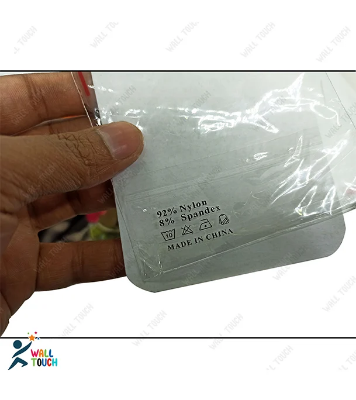 92% Nylon
8% Spandex
MADE IN CHINA
WALL
TOUCH